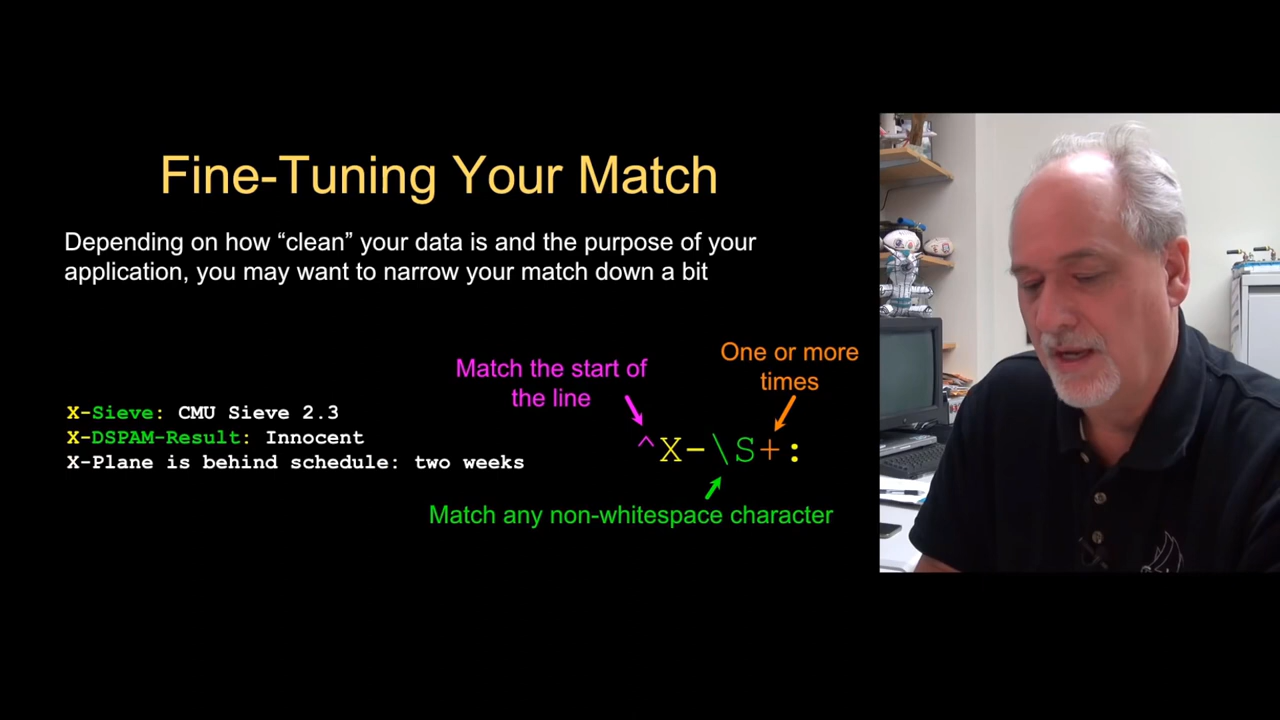 Fine-Tuning Your Match
Depending on how “clean” your data is and the purpose of your
application, you may want to narrow your match down a bit
Match the start of
the line
One or more
times
X-Sieve: CMU Sieve 2.3
X-DSPAM-Result: Innocent
X-Plane is behind schedule: two weeks
^X-\S+:
Match any non-whitespace character